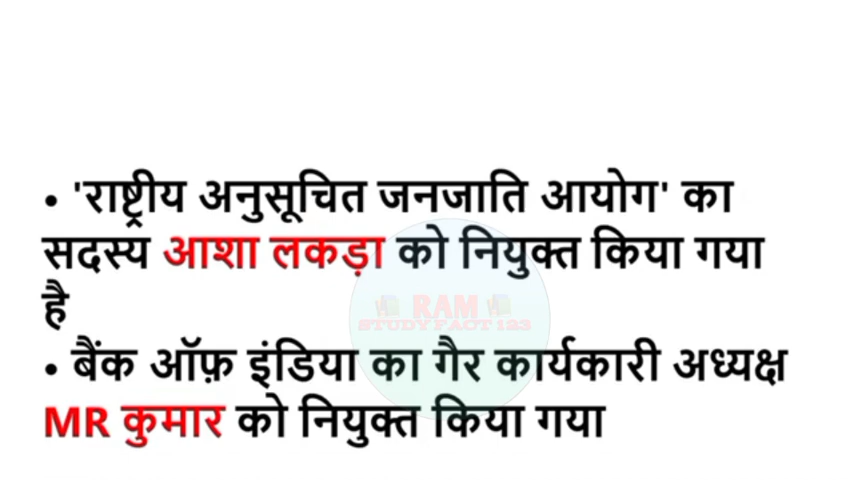 • 'राष्ट्रीय अनुसूचित जनजाति आयोग' का
सदस्य आशा लकड़ा को नियुक्त किया गया
है
RAM
STUDY FACT 123
• बैंक ऑफ़ इंडिया का गैर कार्यकारी अध्यक्ष
MR कुमार को नियुक्त किया गया